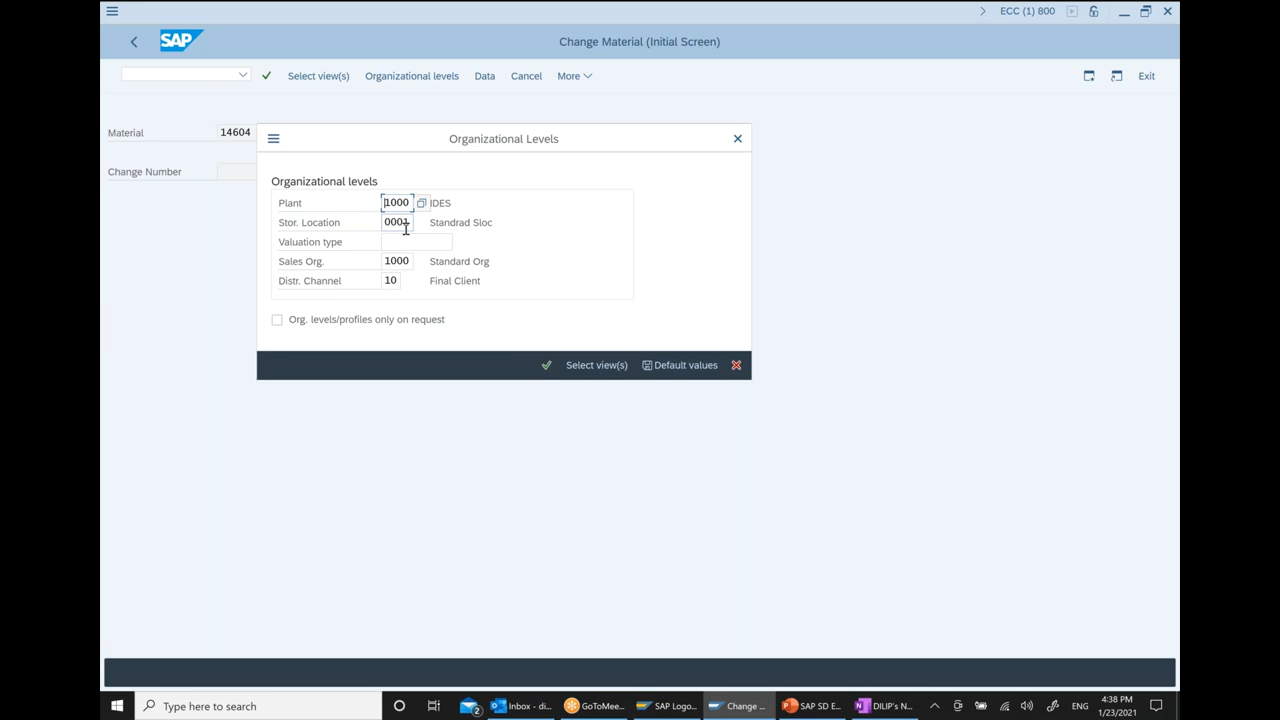 ECC (1) 800
SAP
Change Material (Initial Screen)
Select view(s) Organizational levels Data Cancel More Exit
Material 14604
Change Number
Organizational Levels
Organizational levels
Plant 1000 IDES
Stor. Location 0001 Standrad Sloc
Valuation type
Sales Org. 1000 Standard Org
Distr. Channel 10 Final Client
Org. levels/profiles only on request
Select view(s) Default values
Type here to search 2 Inbox - di... GoToMee... SAP Logo... Change ... SAP SD E... DILIP's N... ENG 4:38 PM
1/23/2021